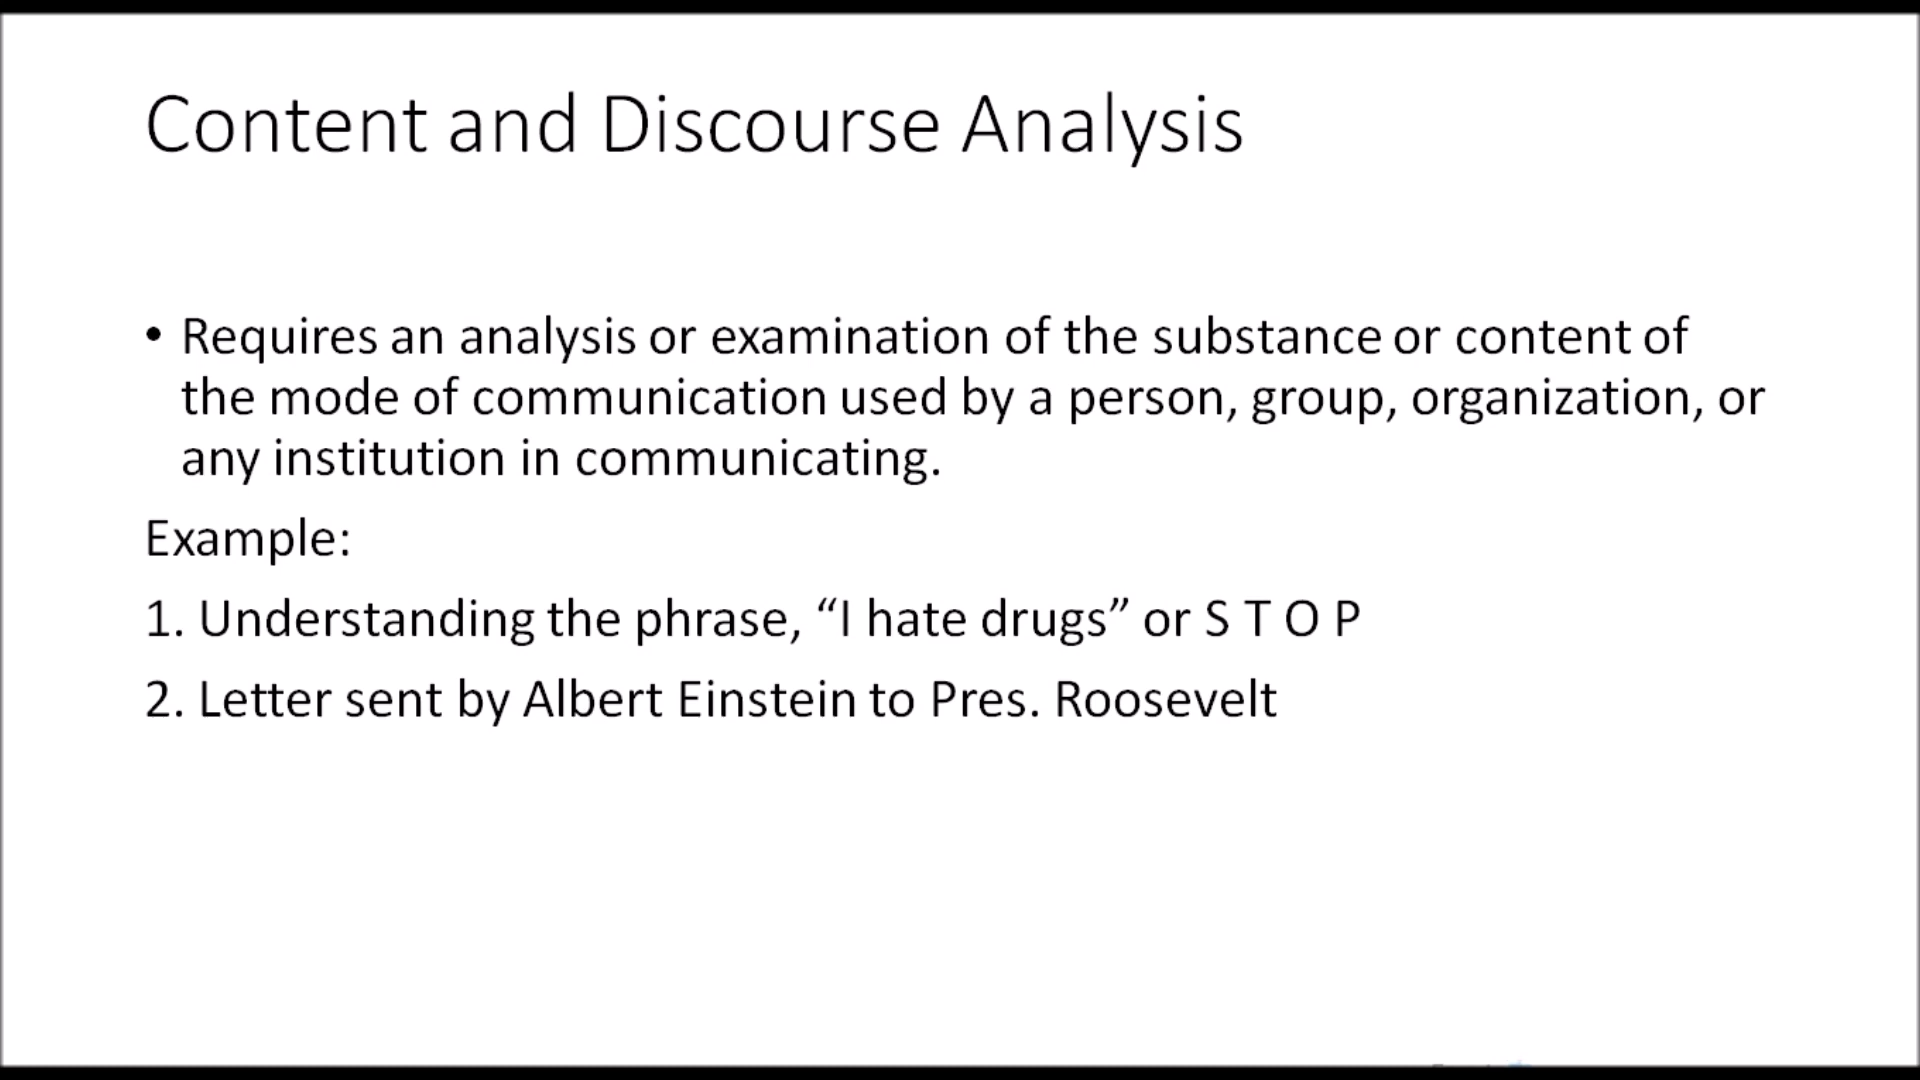 Content and Discourse Analysis
• Requires an analysis or examination of the substance or content of
the mode of communication used by a person, group, organization, or
any institution in communicating.
Example:
1. Understanding the phrase, “I hate drugs” or S T O P
2. Letter sent by Albert Einstein to Pres. Roosevelt